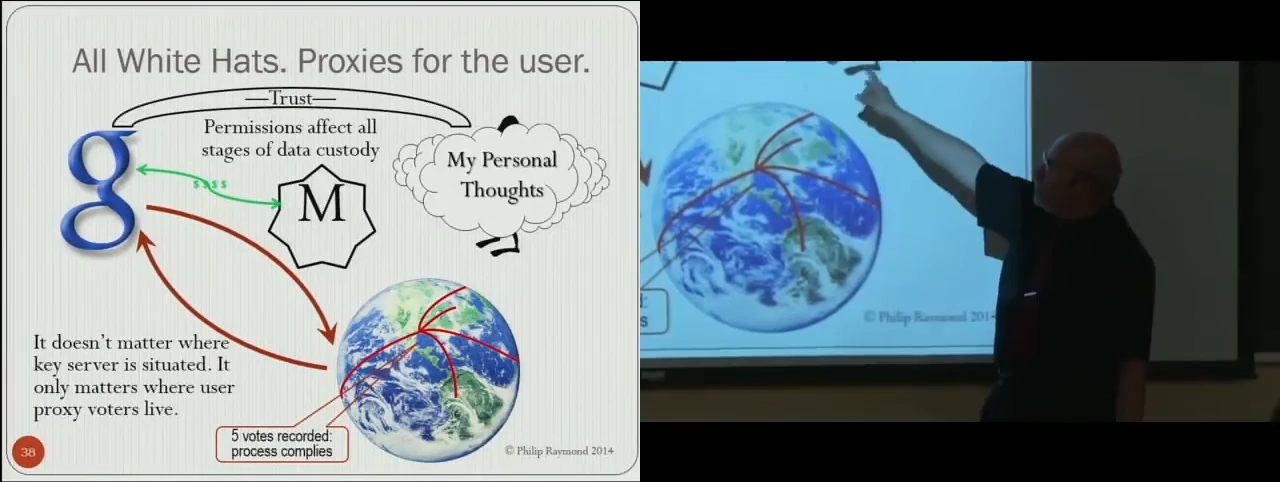 All White Hats. Proxies for the user.
—Trust—
Permissions affect all
stages of data custody
g
$ $ $ $
M
My Personal
Thoughts
It doesn't matter where
key server is situated. It
only matters where user
proxy voters live.
5 votes recorded:
process complies
38
© Philip Raymond 2014
© Philip Raymond 2014